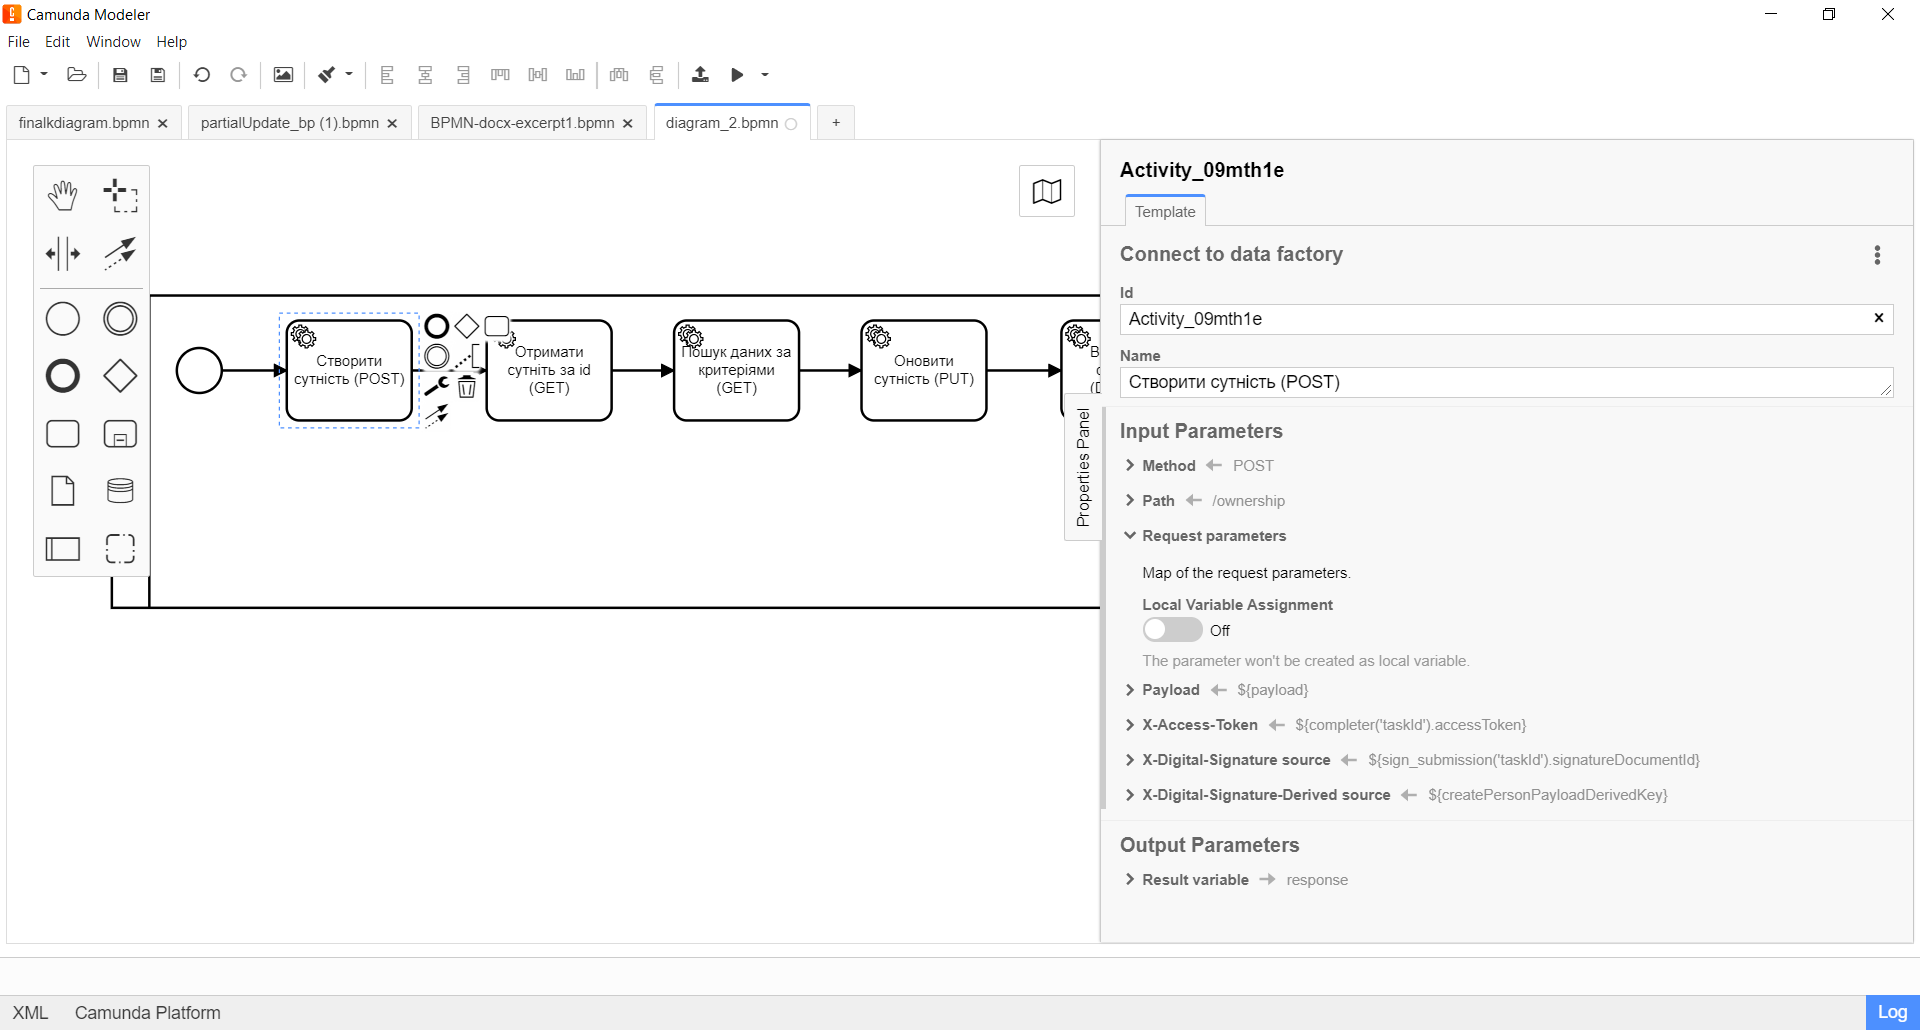 Camunda Modeler
File Edit Window Help
finalkdiagram.bpmn
partialUpdate_bp (1).bpmn
BPMN-docx-excerpt1.bpmn
diagram_2.bpmn
+
Створити
сутність (POST)
Отримати
сутніть за id
(GET)
Пошук даних за
критеріями
(GET)
Оновити
сутність (PUT)
Properties Panel
Activity_09mth1e
Template
Connect to data factory
Id
Activity_09mth1e
Name
Створити сутність (POST)
Input Parameters
Method POST
Path /ownership
Request parameters
Map of the request parameters.
Local Variable Assignment
Off
The parameter won't be created as local variable.
Payload ${payload}
X-Access-Token ${completer('taskId').accessToken}
X-Digital-Signature source ${sign_submission('taskId').signatureDocumentId}
X-Digital-Signature-Derived source ${createPersonPayloadDerivedKey}
Output Parameters
Result variable response
XML Camunda Platform
Log